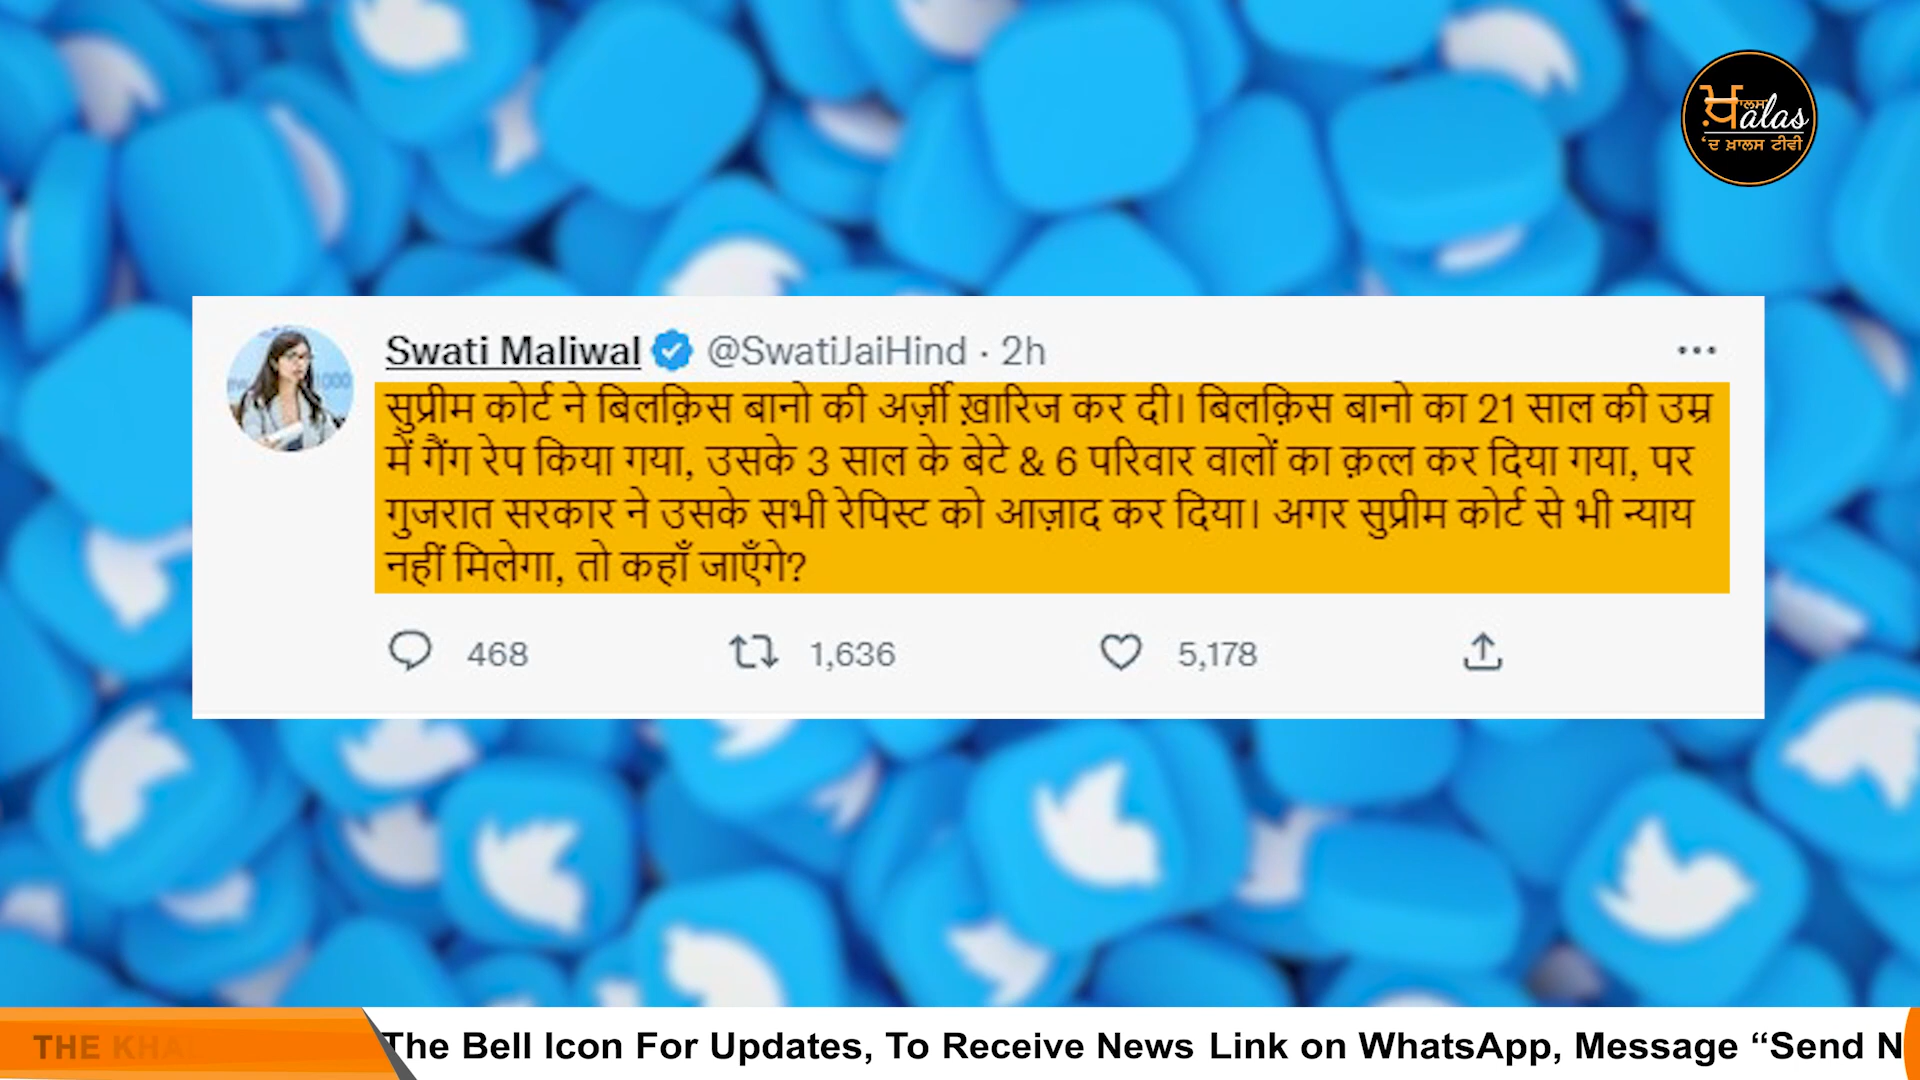 ਖ਼ਾਲਸ
alas
‘ਦ ਖ਼ਾਲਸ ਟੀਵੀ
Swati Maliwal @SwatiJaiHind · 2h
सुप्रीम कोर्ट ने बिलक़िस बानो की अर्ज़ी ख़ारिज कर दी। बिलक़िस बानो का 21 साल की उम्र
में गैंग रेप किया गया, उसके 3 साल के बेटे & 6 परिवार वालों का क़त्ल कर दिया गया, पर
गुजरात सरकार ने उसके सभी रेपिस्ट को आज़ाद कर दिया। अगर सुप्रीम कोर्ट से भी न्याय
नहीं मिलेगा, तो कहाँ जाएँगे?
468 1,636 5,178
THE KHA The Bell Icon For Updates, To Receive News Link on WhatsApp, Message “Send N